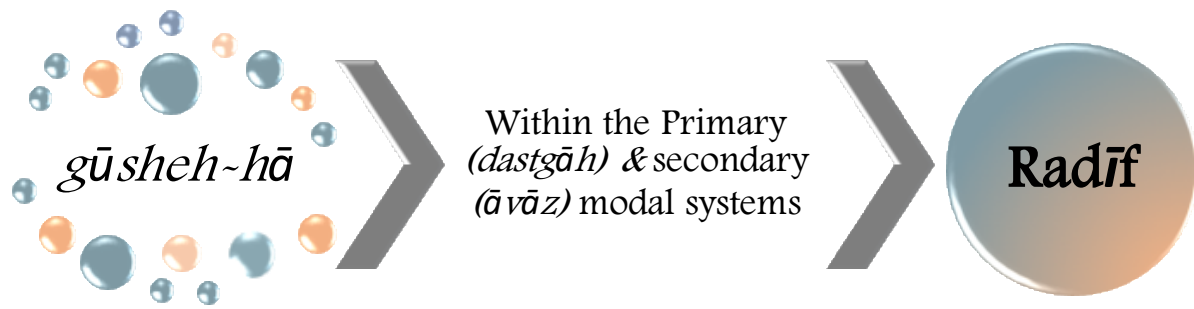 gūsheh~hā
Within the Primary
(dastgāh) & secondary
(āvāz) modal systems
Radīf